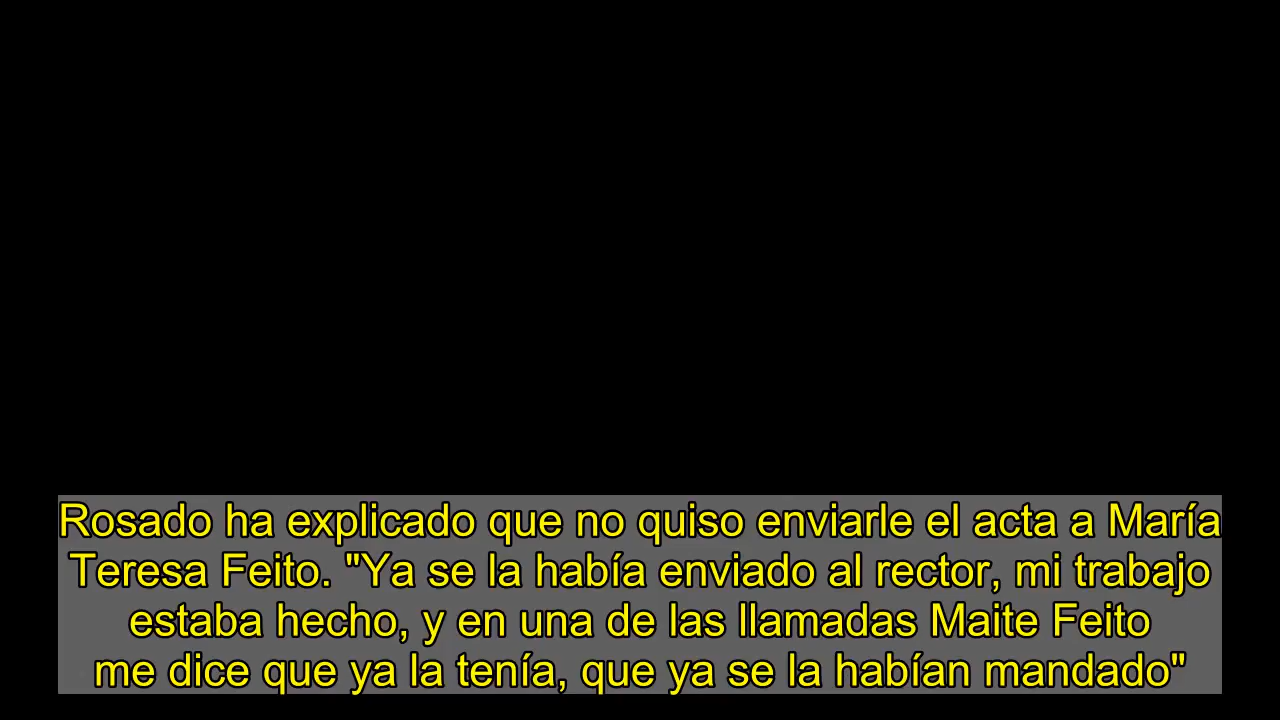 Rosado ha explicado que no quiso enviarle el acta a María
Teresa Feito. "Ya se la había enviado al rector, mi trabajo
estaba hecho, y en una de las llamadas Maite Feito
me dice que ya la tenía, que ya se la habían mandado"